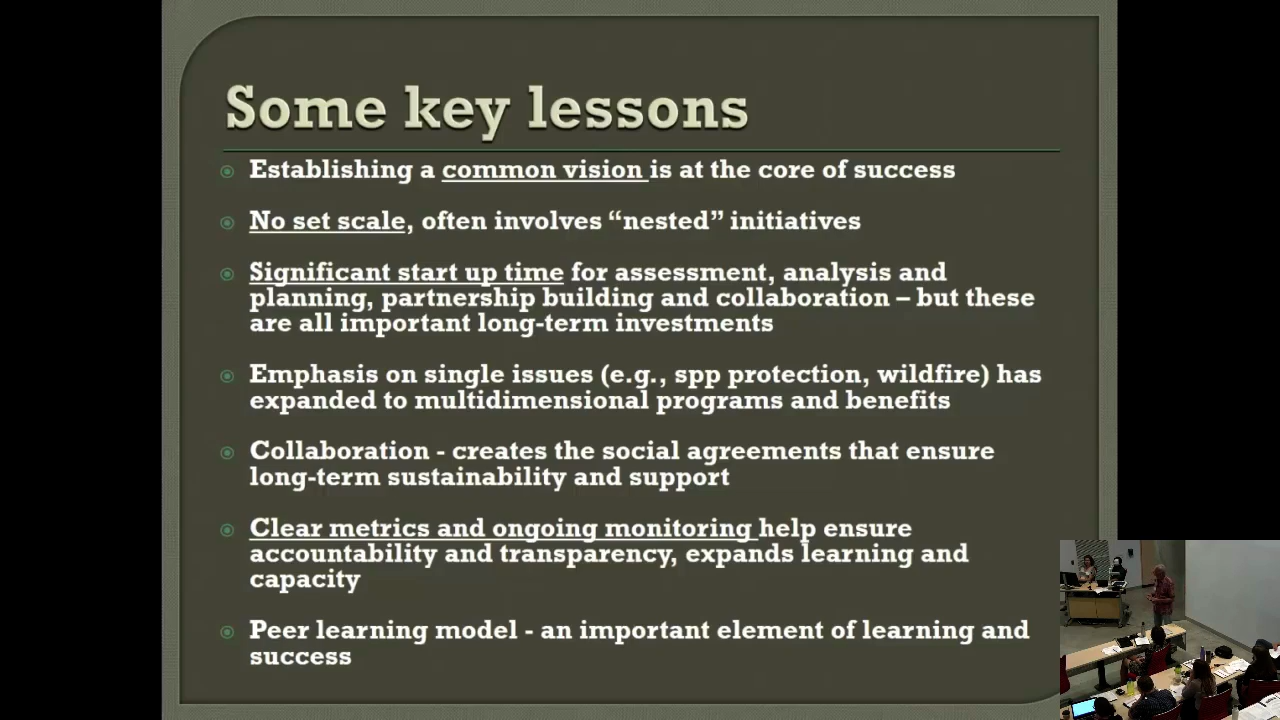 Some key lessons
Establishing a common vision is at the core of success
No set scale, often involves “nested” initiatives
Significant start up time for assessment, analysis and
planning, partnership building and collaboration – but these
are all important long-term investments
Emphasis on single issues (e.g., spp protection, wildfire) has
expanded to multidimensional programs and benefits
Collaboration - creates the social agreements that ensure
long-term sustainability and support
Clear metrics and ongoing monitoring help ensure
accountability and transparency, expands learning and
capacity
Peer learning model - an important element of learning and
success